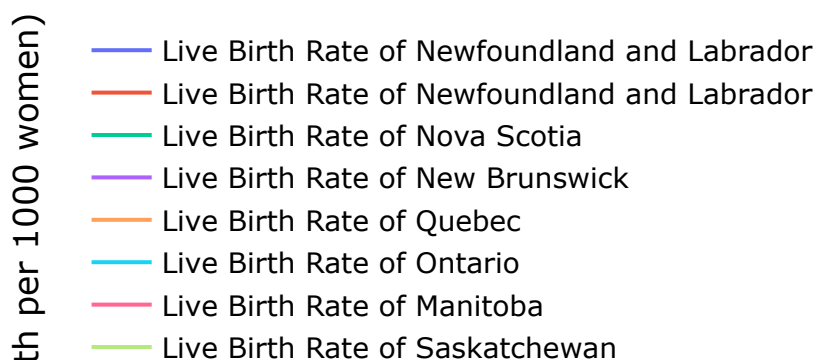 th per 1000 women)
Live Birth Rate of Newfoundland and Labrador
Live Birth Rate of Newfoundland and Labrador
Live Birth Rate of Nova Scotia
Live Birth Rate of New Brunswick
Live Birth Rate of Quebec
Live Birth Rate of Ontario
Live Birth Rate of Manitoba
Live Birth Rate of Saskatchewan